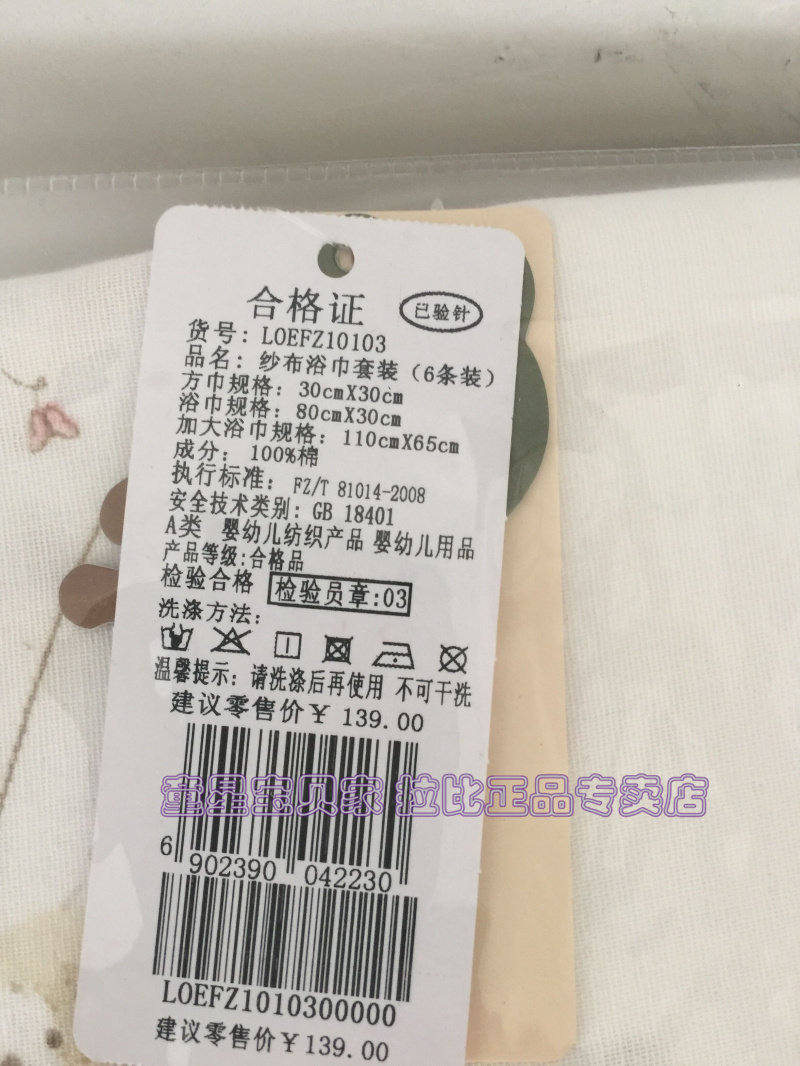 合格证
已验针
货号: LOEFZ10103
品名: 纱布浴巾套装（6条装）
方巾规格: 30cmX30cm
浴巾规格: 80cmX30cm
加大浴巾规格: 110cmX65cm
成分: 100%棉
执行标准: FZ/T 81014-2008
安全技术类别: GB 18401
A类 婴幼儿纺织产品 婴幼儿用品
产品等级:合格品
检验合格 检验员章:03
洗涤方法:
温馨提示: 请洗涤后再使用 不可干洗
建议零售价￥ 139.00
童星宝贝家 拉比正品专卖店
6 902390 042230
LOEFZ1010300000
建议零售价￥139.00